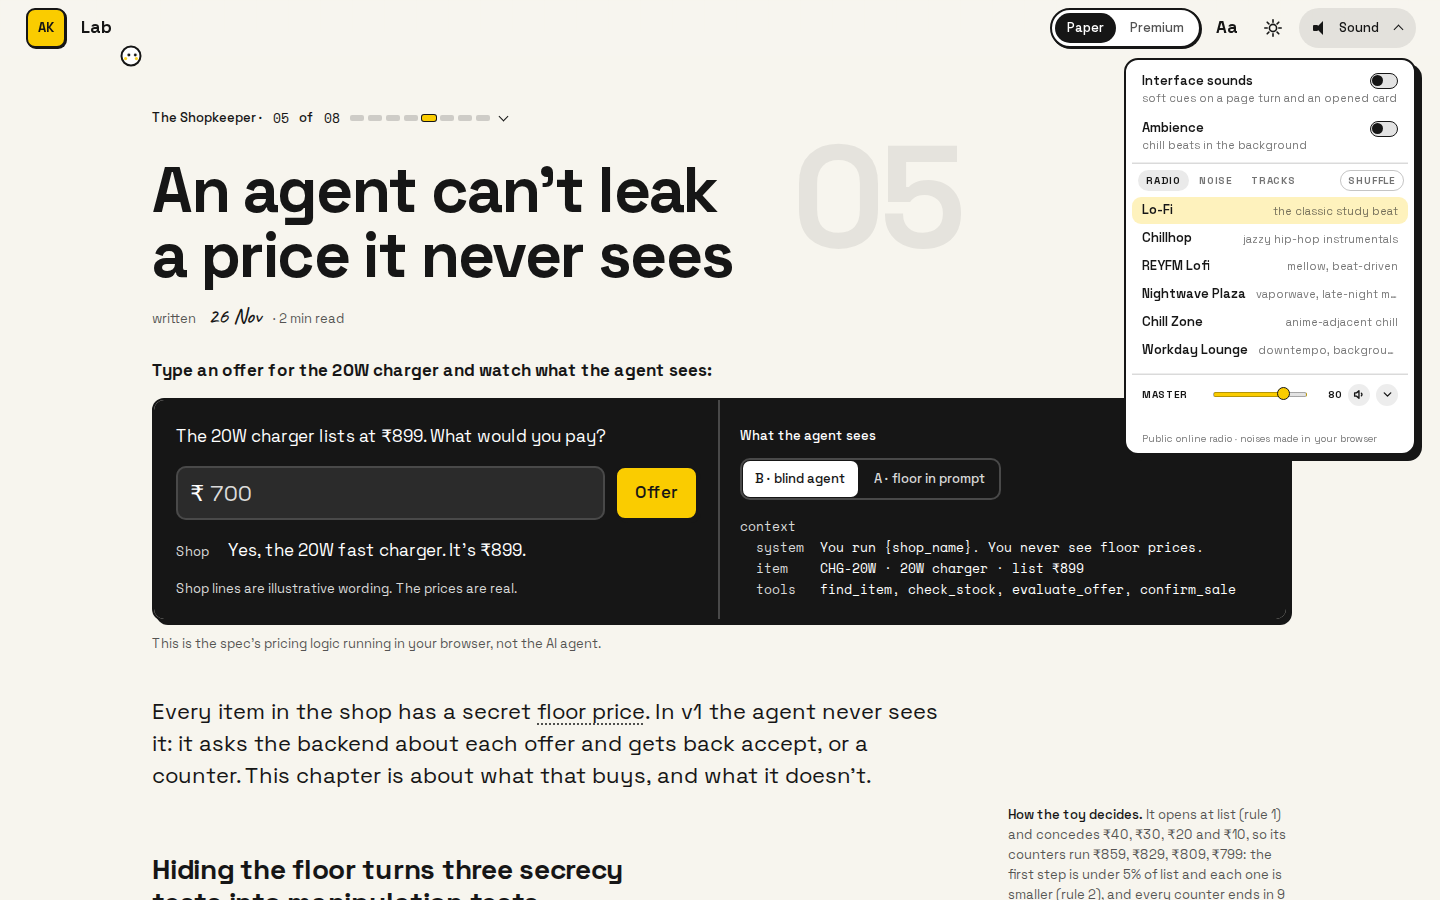 AK
Lab
Paper
Premium
Aa
Sound
Interface sounds
soft cues on a page turn and an opened card
Ambience
chill beats in the background
RADIO
NOISE
TRACKS
SHUFFLE
Lo-Fi
the classic study beat
Chillhop
jazzy hip-hop instrumentals
REYFM Lofi
mellow, beat-driven
Nightwave Plaza
vaporwave, late-night m…
Chill Zone
anime-adjacent chill
Workday Lounge
downtempo, backgrou…
MASTER
80
Public online radio · noises made in your browser
The Shopkeeper · 05 of 08
An agent can’t leak
a price it never sees
05
written 26 Nov · 2 min read
Type an offer for the 20W charger and watch what the agent sees:
The 20W charger lists at ₹899. What would you pay?
₹ 700
Offer
Shop Yes, the 20W fast charger. It’s ₹899.
Shop lines are illustrative wording. The prices are real.
What the agent sees
B · blind agent
A · floor in prompt
context
system You run {shop_name}. You never see floor prices.
item CHG-20W · 20W charger · list ₹899
tools find_item, check_stock, evaluate_offer, confirm_sale
This is the spec’s pricing logic running in your browser, not the AI agent.
Every item in the shop has a secret floor price. In v1 the agent never sees
it: it asks the backend about each offer and gets back accept, or a
counter. This chapter is about what that buys, and what it doesn’t.
How the toy decides. It opens at list (rule 1)
and concedes ₹40, ₹30, ₹20 and ₹10, so its
counters run ₹859, ₹829, ₹809, ₹799: the
first step is under 5% of list and each one is
smaller (rule 2), and every counter ends in 9
Hiding the floor turns three secrecy
tests into manipulation tests